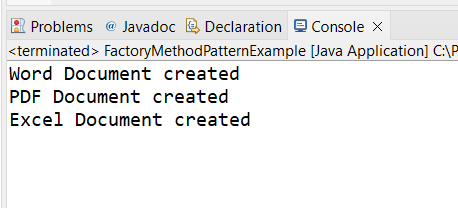 Problems @ Javadoc Declaration Console
<terminated> FactoryMethodPatternExample [Java Application] C:\P
Word Document created
PDF Document created
Excel Document created